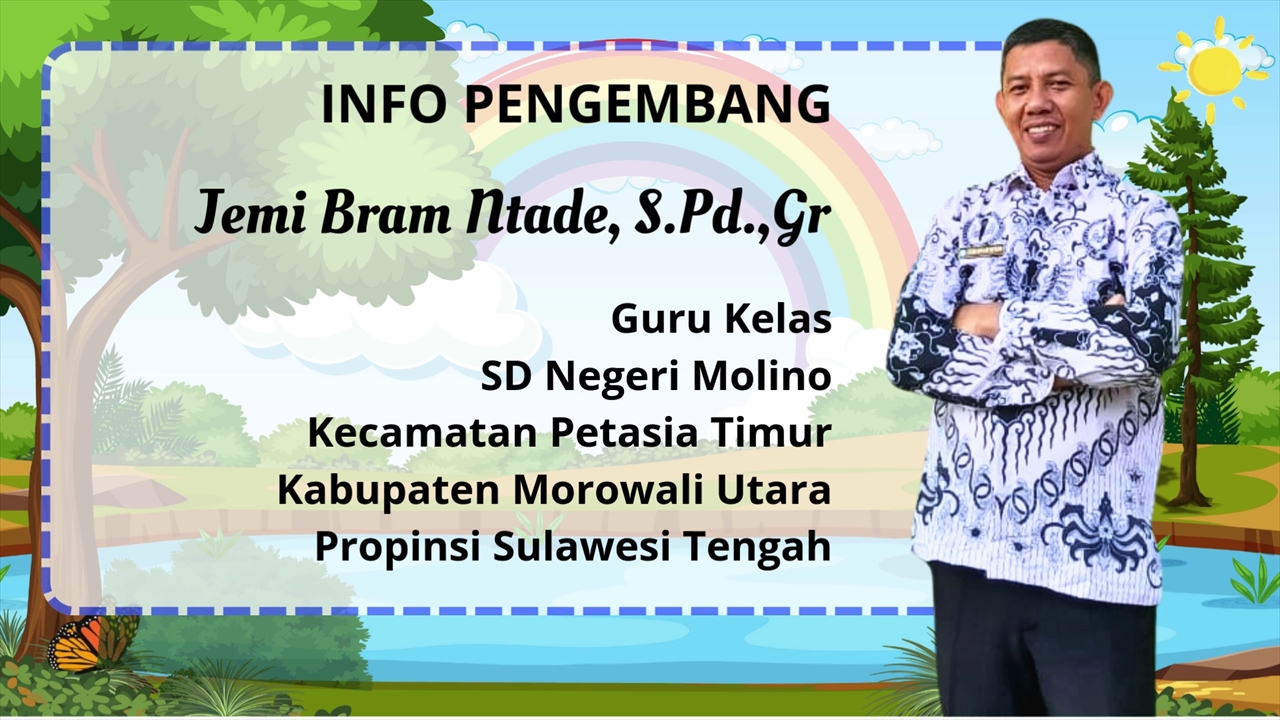 INFO PENGEMBANG
Jemi Bram Ntade, S.Pd.,Gr
Guru Kelas
SD Negeri Molino
Kecamatan Petasia Timur
Kabupaten Morowali Utara
Propinsi Sulawesi Tengah